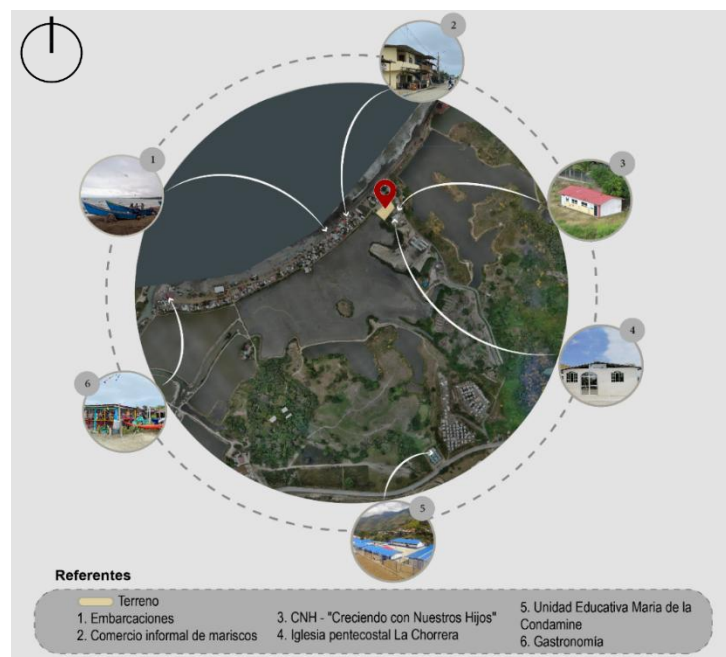 2
1
3
4
6
5
Referentes
Terreno
1. Embarcaciones
2. Comercio informal de mariscos
3. CNH - "Creciendo con Nuestros Hijos"
4. Iglesia pentecostal La Chorrera
5. Unidad Educativa Maria de la
Condamine
6. Gastronomía